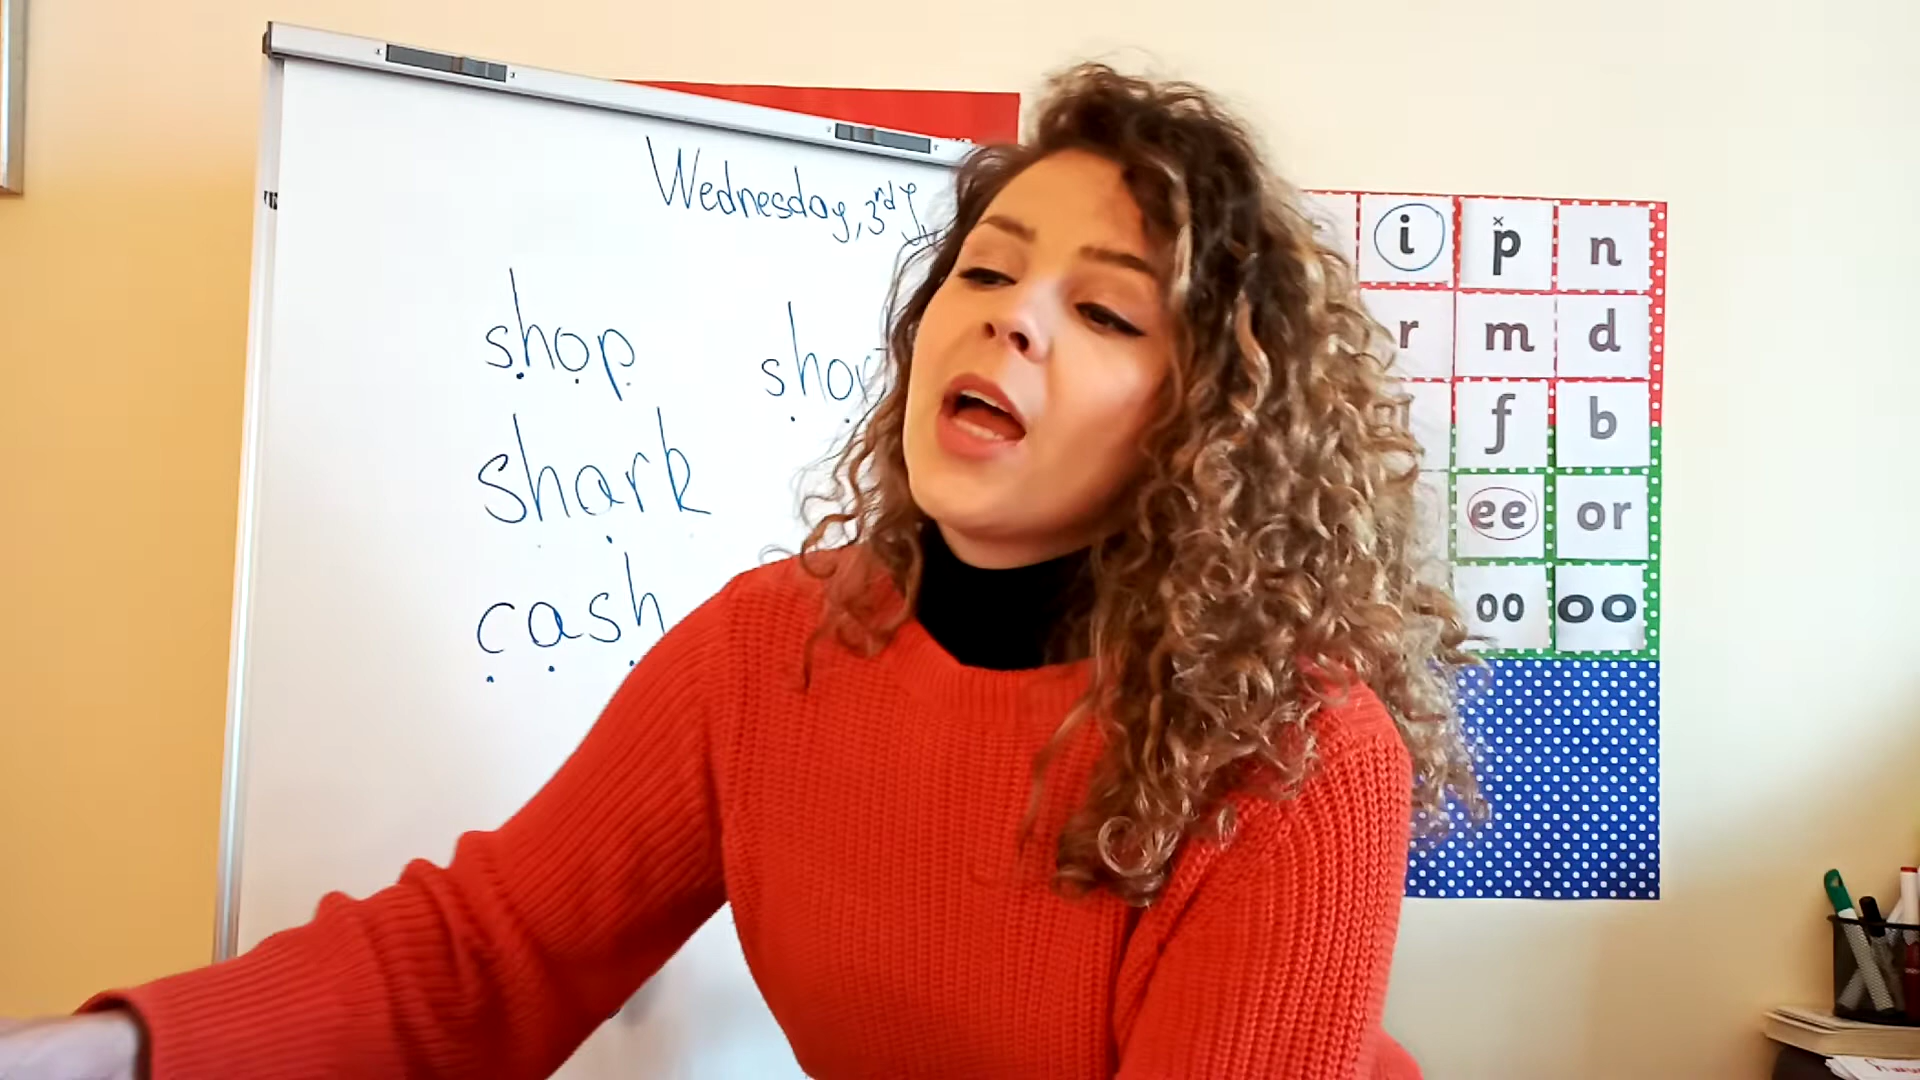 Wednesday, 3rd
shop
shark
cash
i p n
r m d
f b
ee or
oo oo